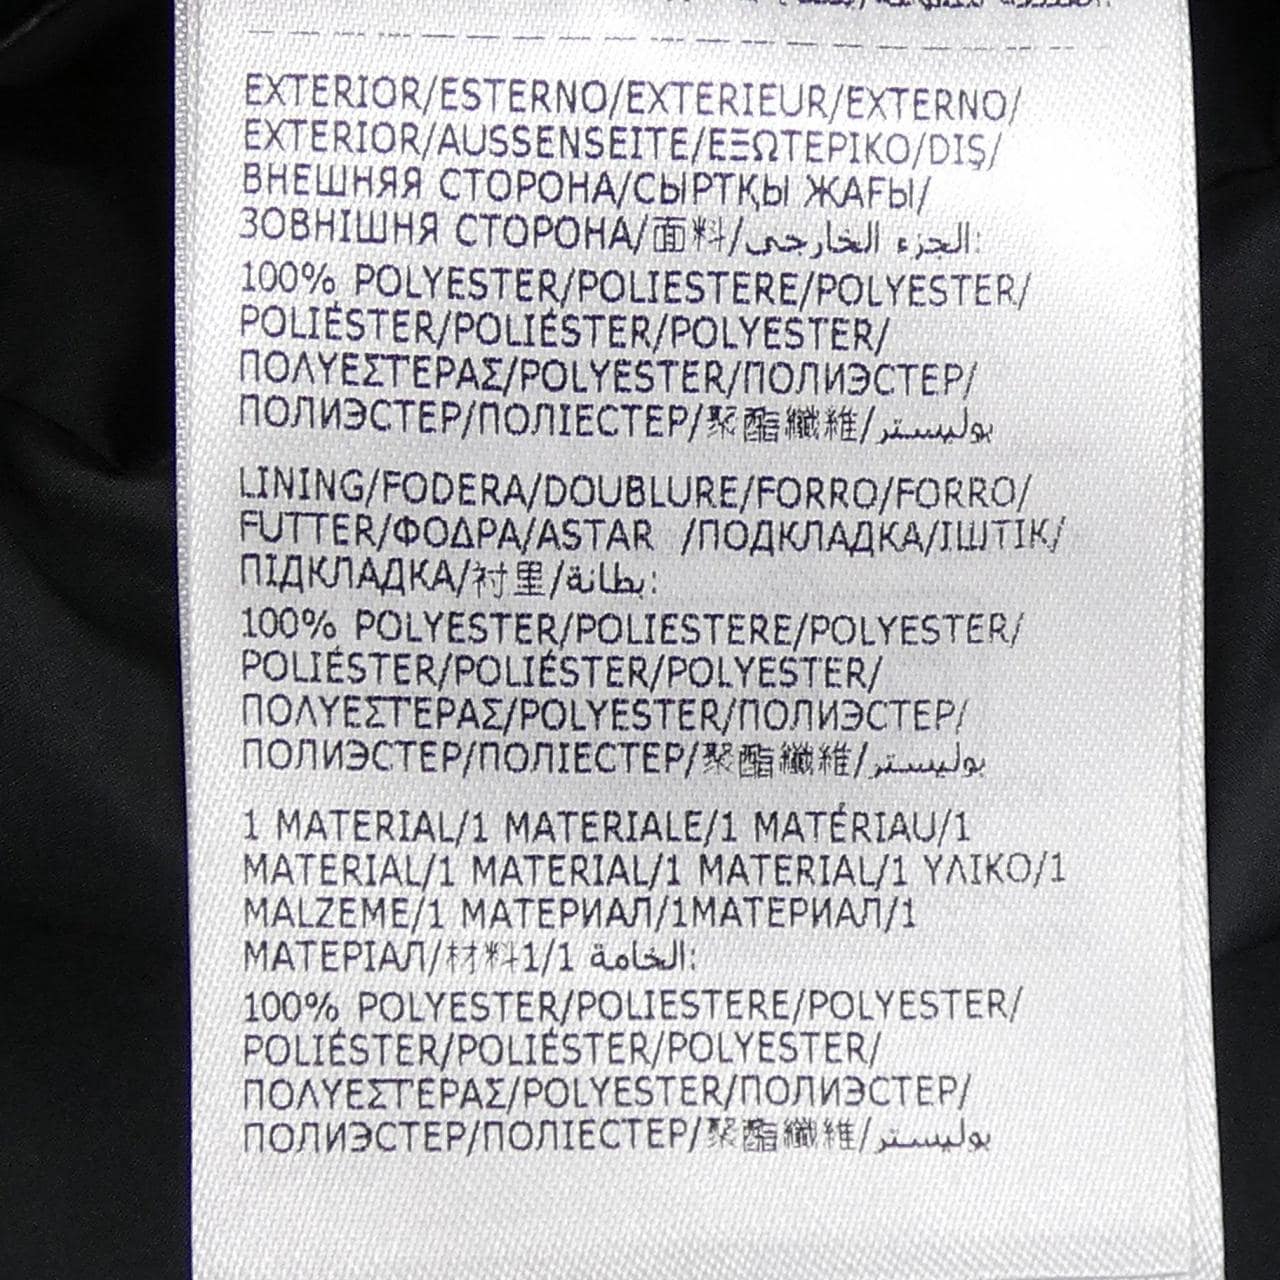 EXTERIOR/ESTERNO/EXTERIEUR/EXTERNO/
EXTERIOR/AUSSENSEITE/ΕΞΩΤΕΡΙΚΟ/DIŞ/
ВНЕШНЯЯ СТОРОНА/СЫРТҚЫ ЖАҒЫ/
ЗОВНІШНЯ СТОРОНА/面料/الجزء الخارجي:
100% POLYESTER/POLIESTERE/POLYESTER/
POLIÉSTER/POLIÉSTER/POLYESTER/
ΠΟΛΥΕΣΤΕΡΑΣ/POLYESTER/ПОЛИЭСТЕР/
ПОЛИЭСТЕР/ПОЛІЕСТЕР/聚酯纖維/بوليستر
LINING/FODERA/DOUBLURE/FORRO/FORRO/
FUTTER/ΦΟΔΡΑ/ASTAR /ПОДКЛАДКА/ІШТІК/
ПІДКЛАДКА/衬里/بطانة:
100% POLYESTER/POLIESTERE/POLYESTER/
POLIÉSTER/POLIÉSTER/POLYESTER/
ΠΟΛΥΕΣΤΕΡΑΣ/POLYESTER/ПОЛИЭСТЕР/
ПОЛИЭСТЕР/ПОЛІЕСТЕР/聚酯纖維/بوليستر
1 MATERIAL/1 MATERIALE/1 MATÉRIAU/1
MATERIAL/1 MATERIAL/1 MATERIAL/1 ΥΛΙΚΟ/1
MALZEME/1 МАТЕРИАЛ/1МАТЕРИАЛ/1
МАТЕРІАЛ/材料1/1 الخامة:
100% POLYESTER/POLIESTERE/POLYESTER/
POLIÉSTER/POLIÉSTER/POLYESTER/
ΠΟΛΥΕΣΤΕΡΑΣ/POLYESTER/ПОЛИЭСТЕР/
ПОЛИЭСТЕР/ПОЛІЕСТЕР/聚酯纖維/بوليستر